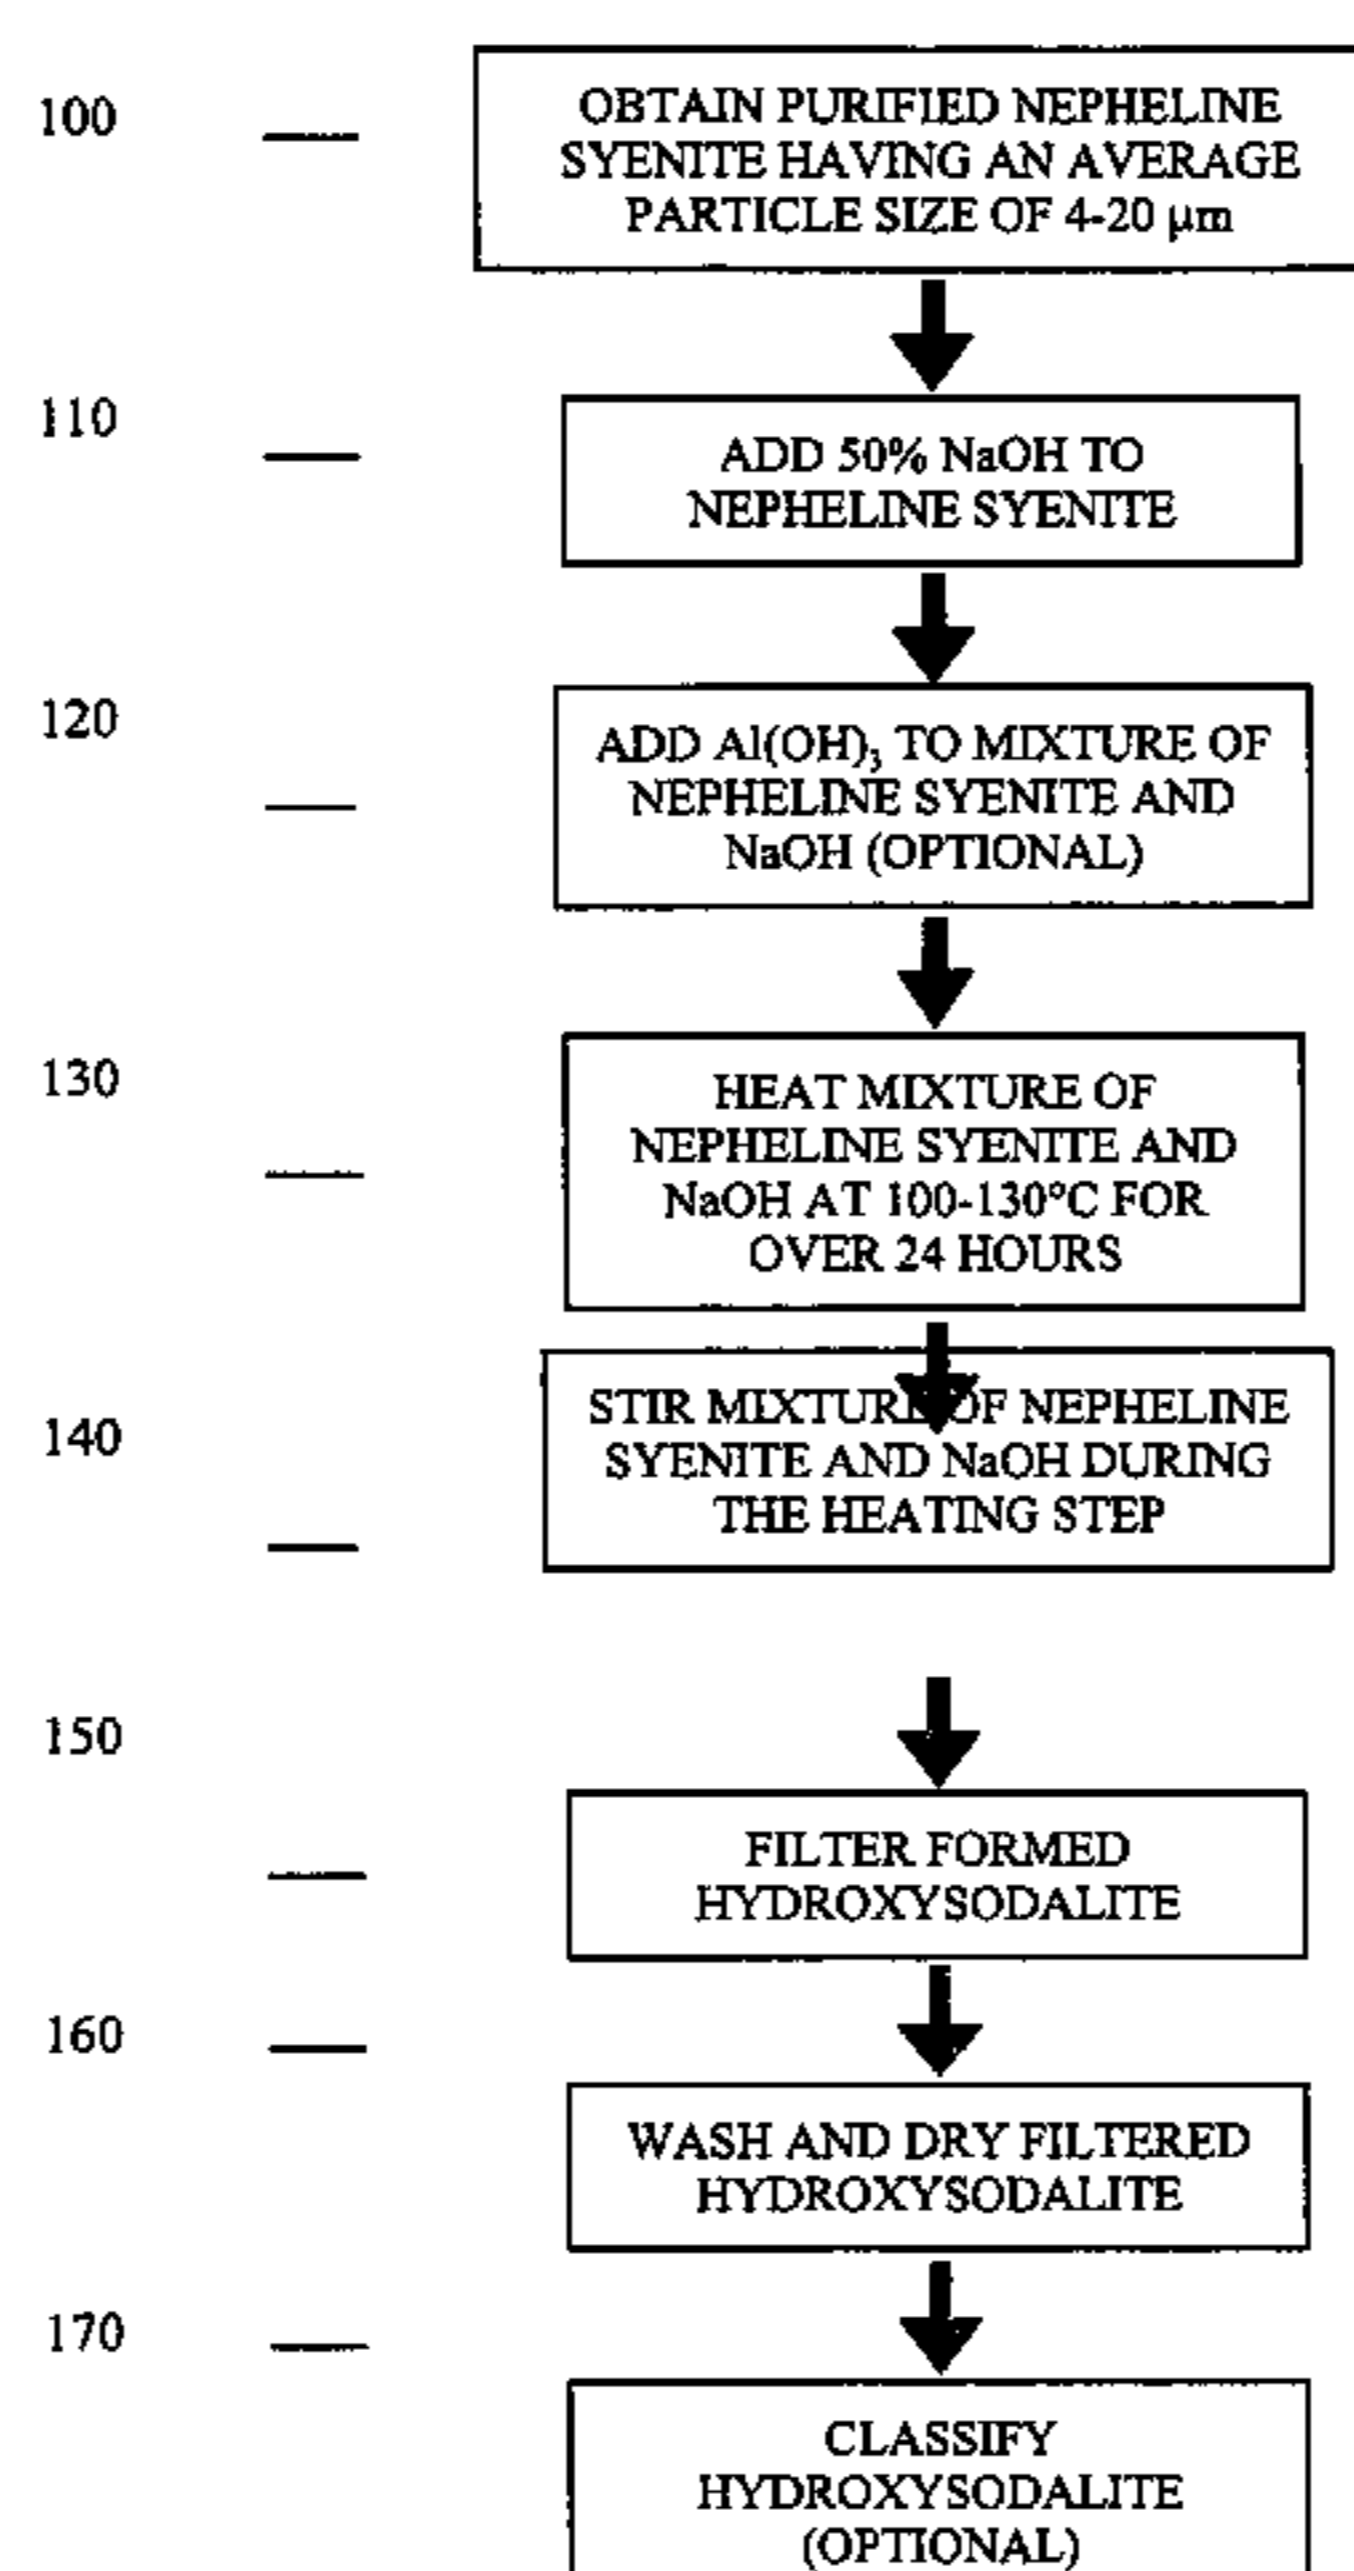 100
OBTAIN PURIFIED NEPHELINE
SYENITE HAVING AN AVERAGE
PARTICLE SIZE OF 4-20 µm
110
ADD 50% NaOH TO
NEPHELINE SYENITE
120
ADD Al(OH)₃ TO MIXTURE OF
NEPHELINE SYENITE AND
NaOH (OPTIONAL)
130
HEAT MIXTURE OF
NEPHELINE SYENITE AND
NaOH AT 100-130°C FOR
OVER 24 HOURS
140
STIR MIXTURE OF NEPHELINE
SYENITE AND NaOH DURING
THE HEATING STEP
150
FILTER FORMED
HYDROXYSODALITE
160
WASH AND DRY FILTERED
HYDROXYSODALITE
170
CLASSIFY
HYDROXYSODALITE
(OPTIONAL)